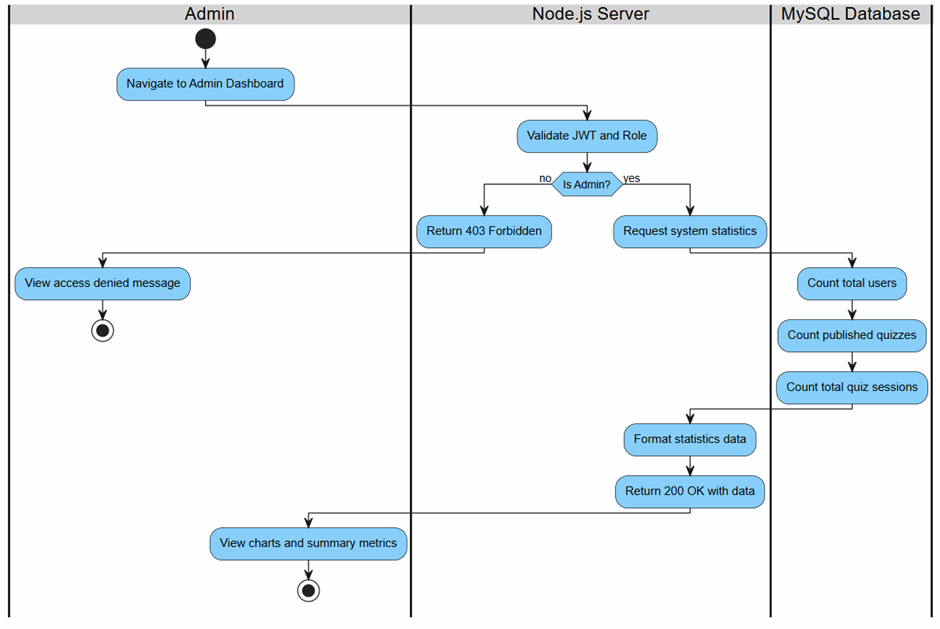 Admin
Node.js Server
MySQL Database
Navigate to Admin Dashboard
Validate JWT and Role
no
Is Admin?
yes
Return 403 Forbidden
Request system statistics
View access denied message
Count total users
Count published quizzes
Count total quiz sessions
Format statistics data
Return 200 OK with data
View charts and summary metrics